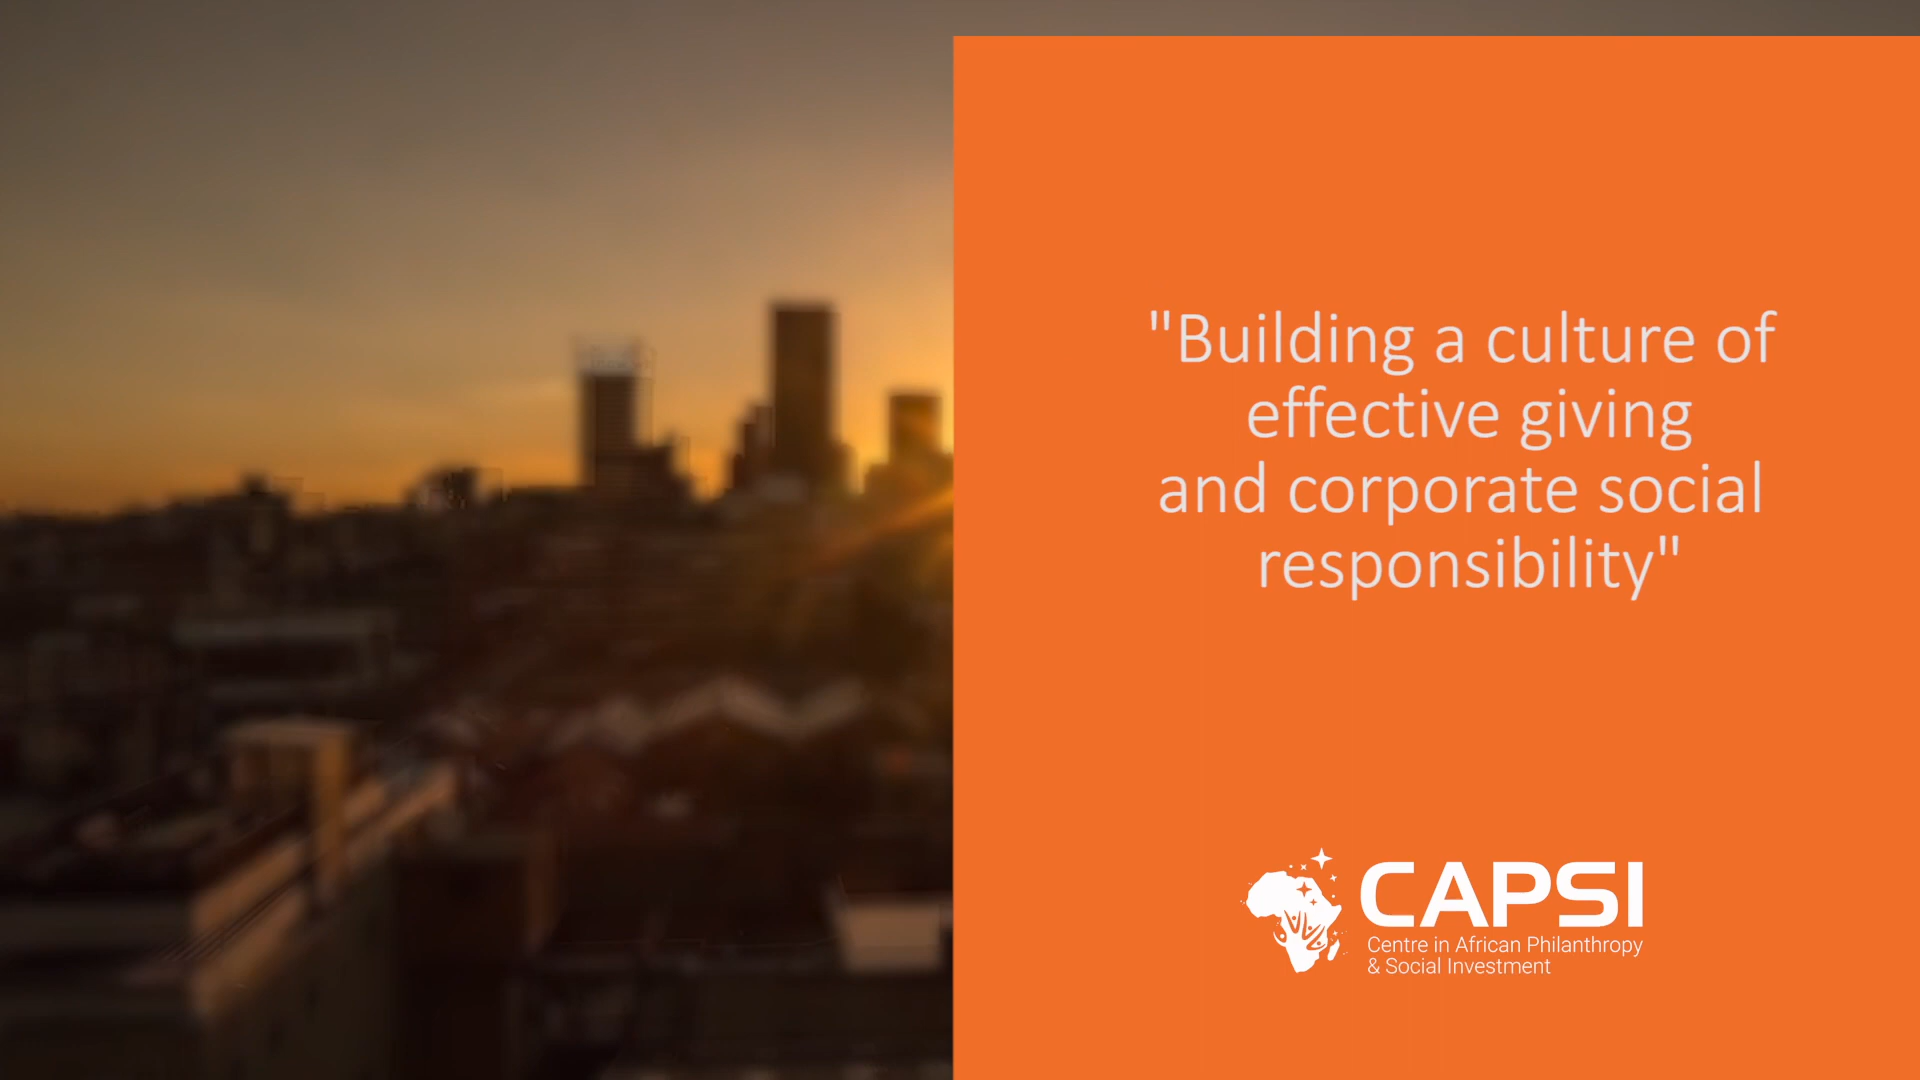 "Building a culture of
effective giving
and corporate social
responsibility"
CAPSI
Centre in African Philanthropy
& Social Investment